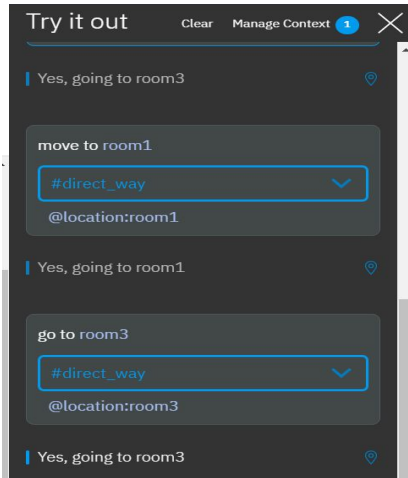 Try it out Clear Manage Context 1
Yes, going to room3
move to room1
#direct_way
@location:room1
Yes, going to room1
go to room3
#direct_way
@location:room3
Yes, going to room3